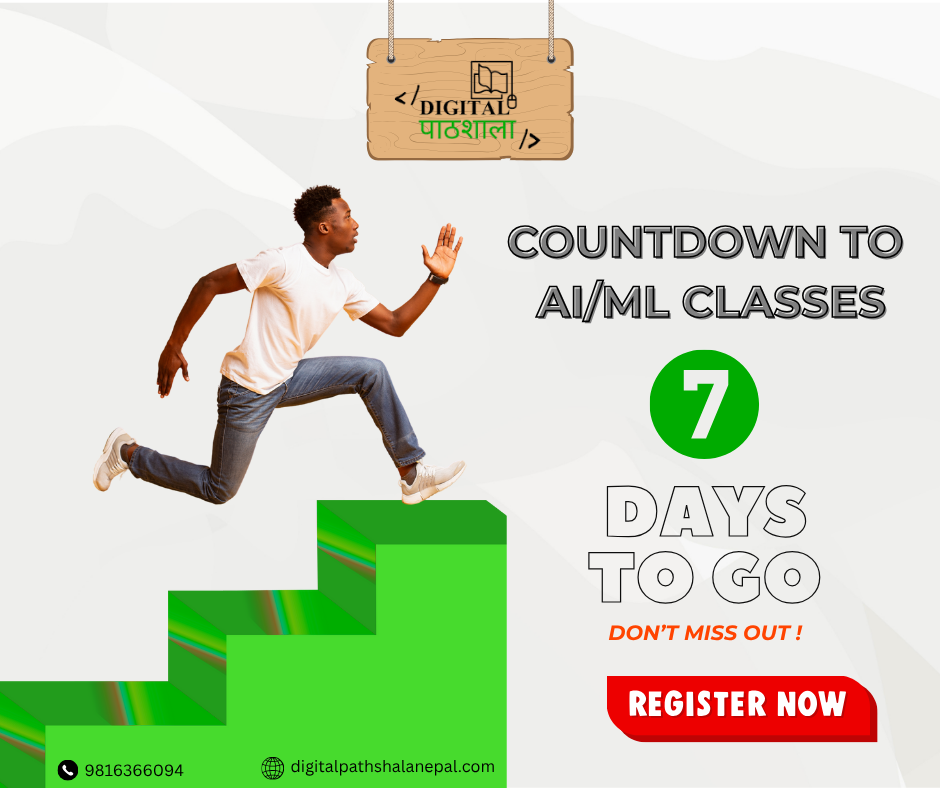 </DIGITAL
पाठशाला/>
COUNTDOWN TO
AI/ML CLASSES
7
DAYS
TO GO
DON’T MISS OUT !
REGISTER NOW
9816366094
digitalpathshalanepal.com